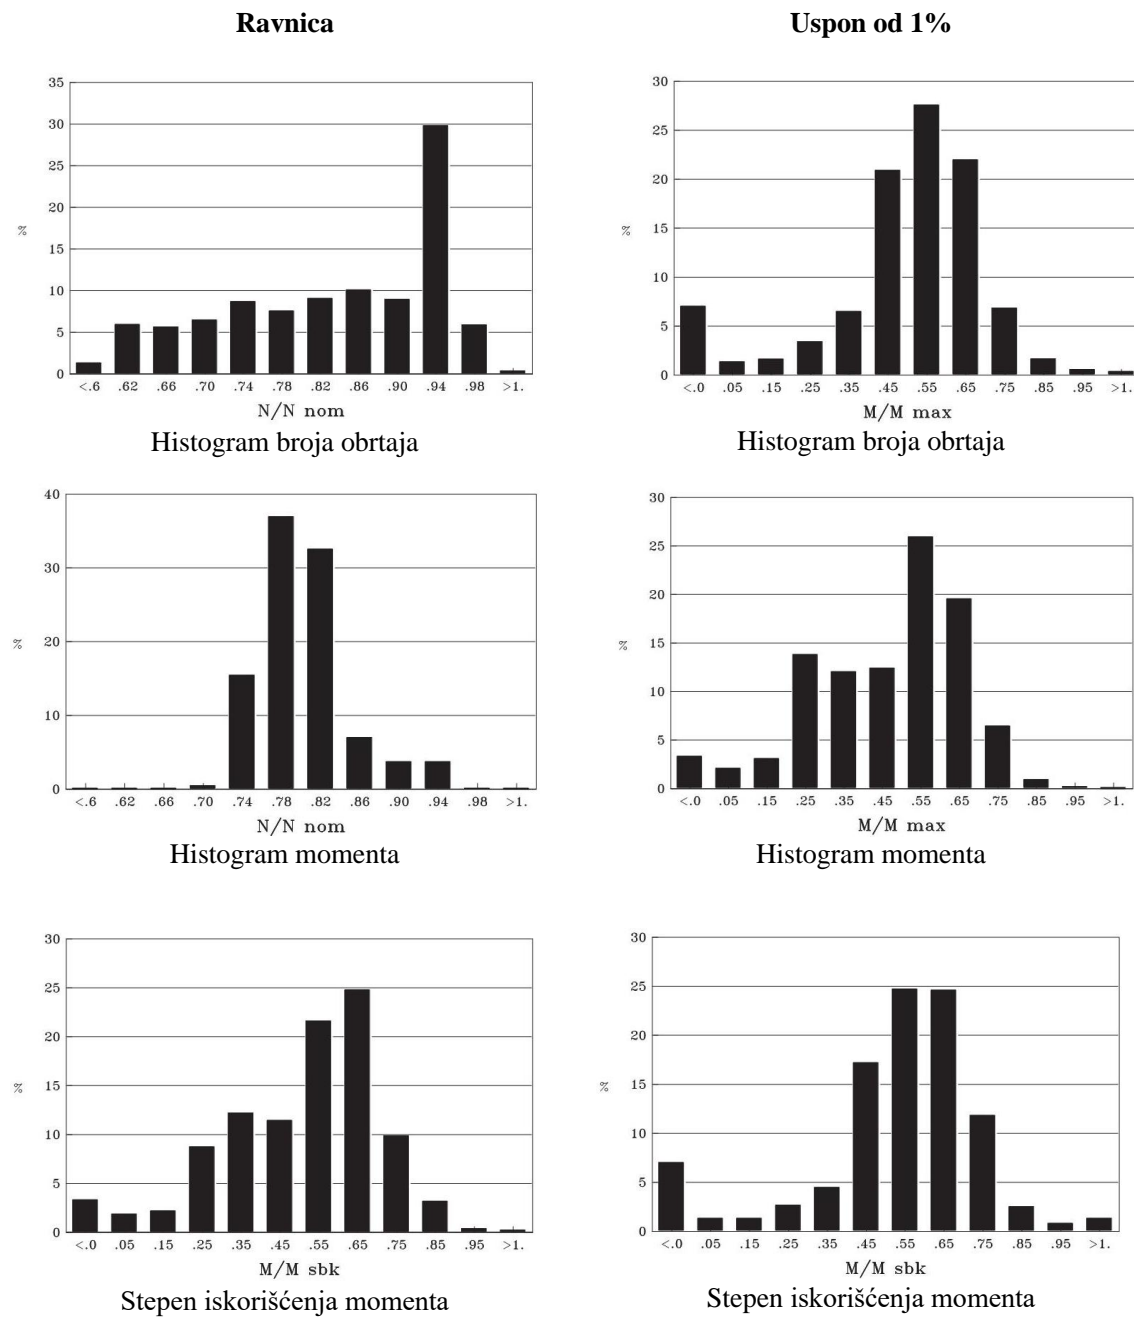 Ravnica
Uspon od 1%
35
30
25
20
15
10
5
0
%
<.6 .62 .66 .70 .74 .78 .82 .86 .90 .94 .98 >1.
N/N nom
Histogram broja obrtaja
30
25
20
15
10
5
0
%
<.0 .05 .15 .25 .35 .45 .55 .65 .75 .85 .95 >1.
M/M max
Histogram broja obrtaja
40
30
20
10
0
%
<.6 .62 .66 .70 .74 .78 .82 .86 .90 .94 .98 >1.
N/N nom
Histogram momenta
30
25
20
15
10
5
0
%
<.0 .05 .15 .25 .35 .45 .55 .65 .75 .85 .95 >1.
M/M max
Histogram momenta
30
25
20
15
10
5
0
%
<.0 .05 .15 .25 .35 .45 .55 .65 .75 .85 .95 >1.
M/M sbk
Stepen iskorišćenja momenta
30
25
20
15
10
5
0
%
<.0 .05 .15 .25 .35 .45 .55 .65 .75 .85 .95 >1.
M/M sbk
Stepen iskorišćenja momenta